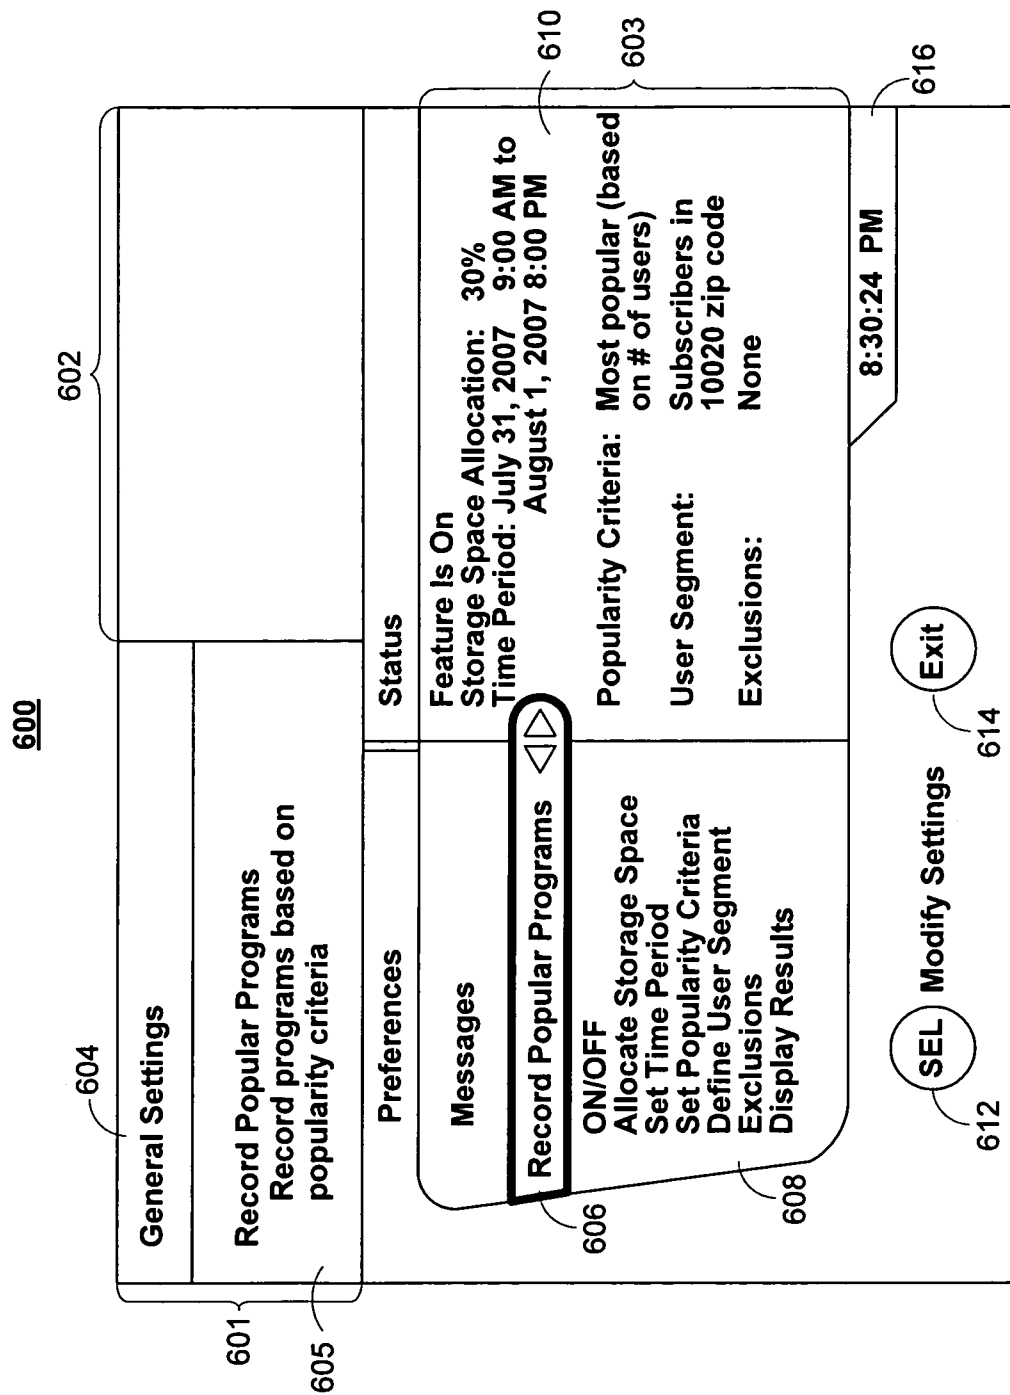 600
602
604
General Settings
601
Record Popular Programs
Record programs based on
popularity criteria
605
Preferences
Status
Messages
606
Record Popular Programs
ON/OFF
Allocate Storage Space
Set Time Period
Set Popularity Criteria
Define User Segment
Exclusions
Display Results
608
Feature Is On
Storage Space Allocation: 30%
Time Period: July 31, 2007 9:00 AM to
August 1, 2007 8:00 PM
610
603
Popularity Criteria: Most popular (based
on # of users)
User Segment: Subscribers in
10020 zip code
Exclusions: None
8:30:24 PM
616
612
SEL Modify Settings
Exit
614